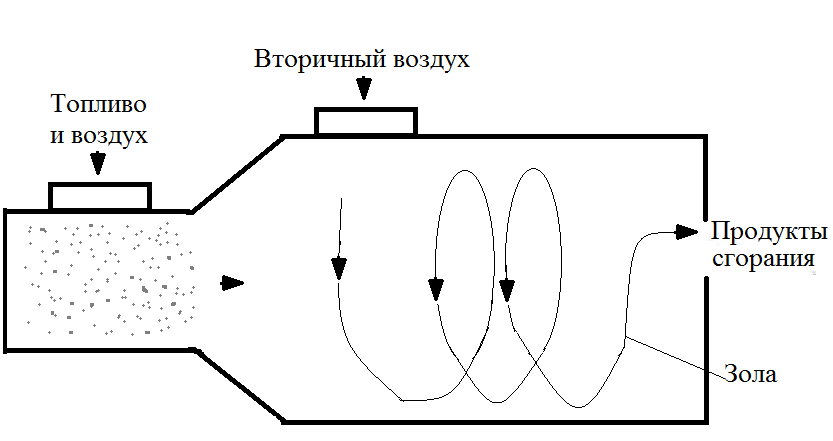 Вторичный воздух
Топливо
и воздух
Продукты
сгорания
Зола